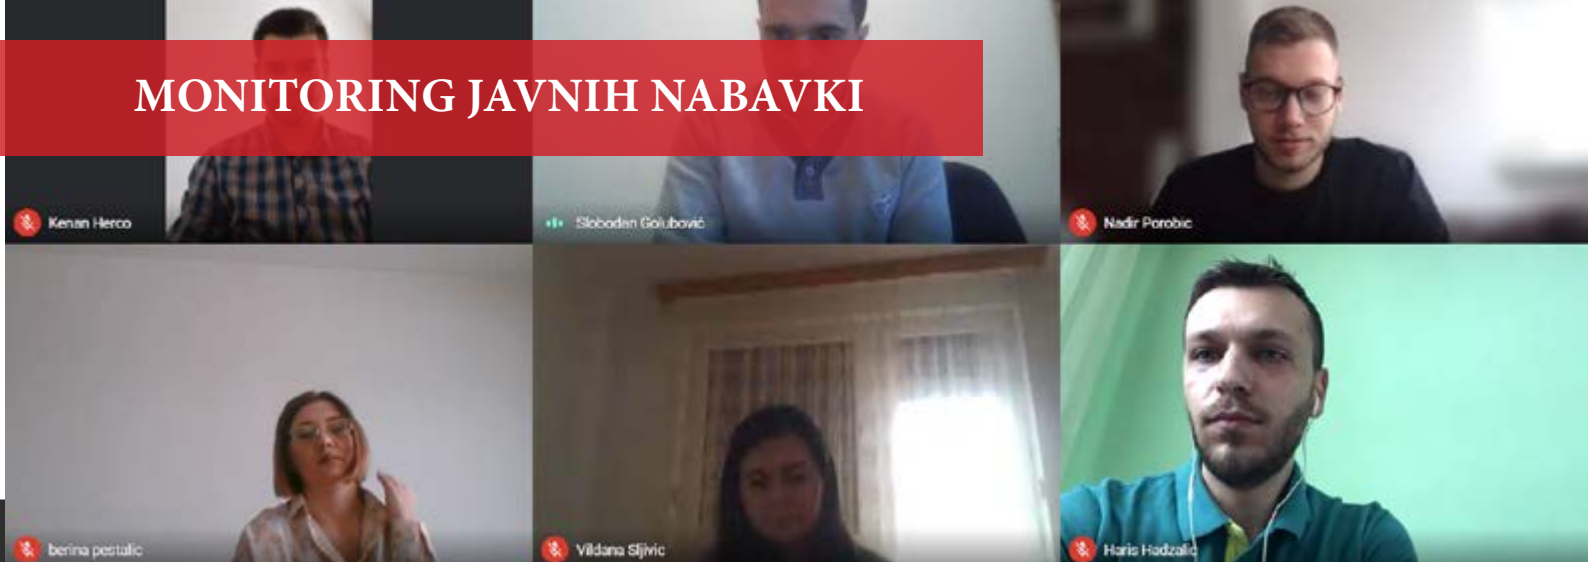 MONITORING JAVNIH NABAVKI
Kenan Herco
Slobodan Golubović
Nadir Porobic
berina pestalic
Vildana Sljivic
Haris Hadzalic